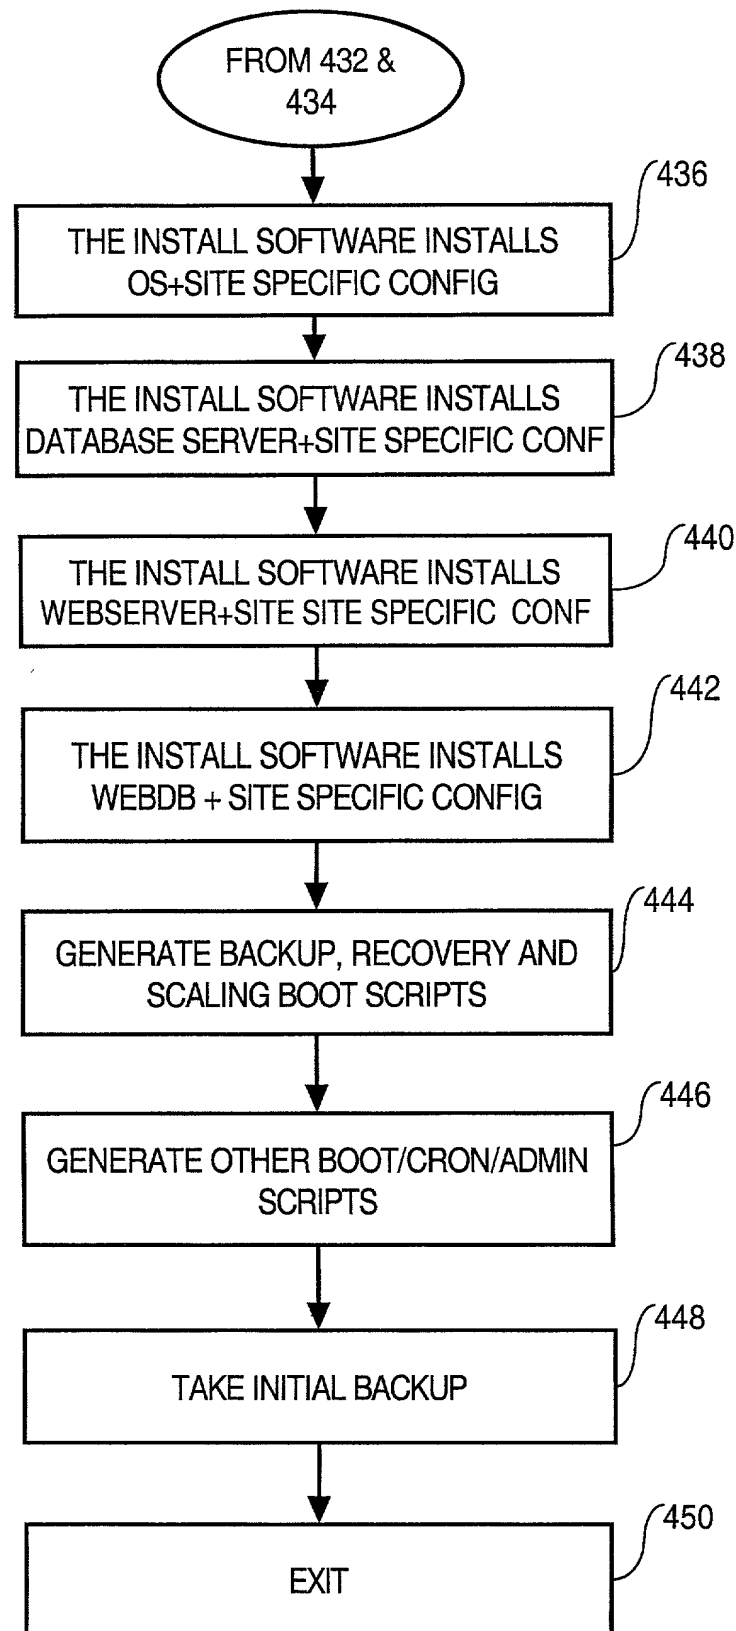 FROM 432 &
434
436
THE INSTALL SOFTWARE INSTALLS
OS+SITE SPECIFIC CONFIG
438
THE INSTALL SOFTWARE INSTALLS
DATABASE SERVER+SITE SPECIFIC CONF
440
THE INSTALL SOFTWARE INSTALLS
WEBSERVER+SITE SITE SPECIFIC CONF
442
THE INSTALL SOFTWARE INSTALLS
WEBDB + SITE SPECIFIC CONFIG
444
GENERATE BACKUP, RECOVERY AND
SCALING BOOT SCRIPTS
446
GENERATE OTHER BOOT/CRON/ADMIN
SCRIPTS
448
TAKE INITIAL BACKUP
450
EXIT